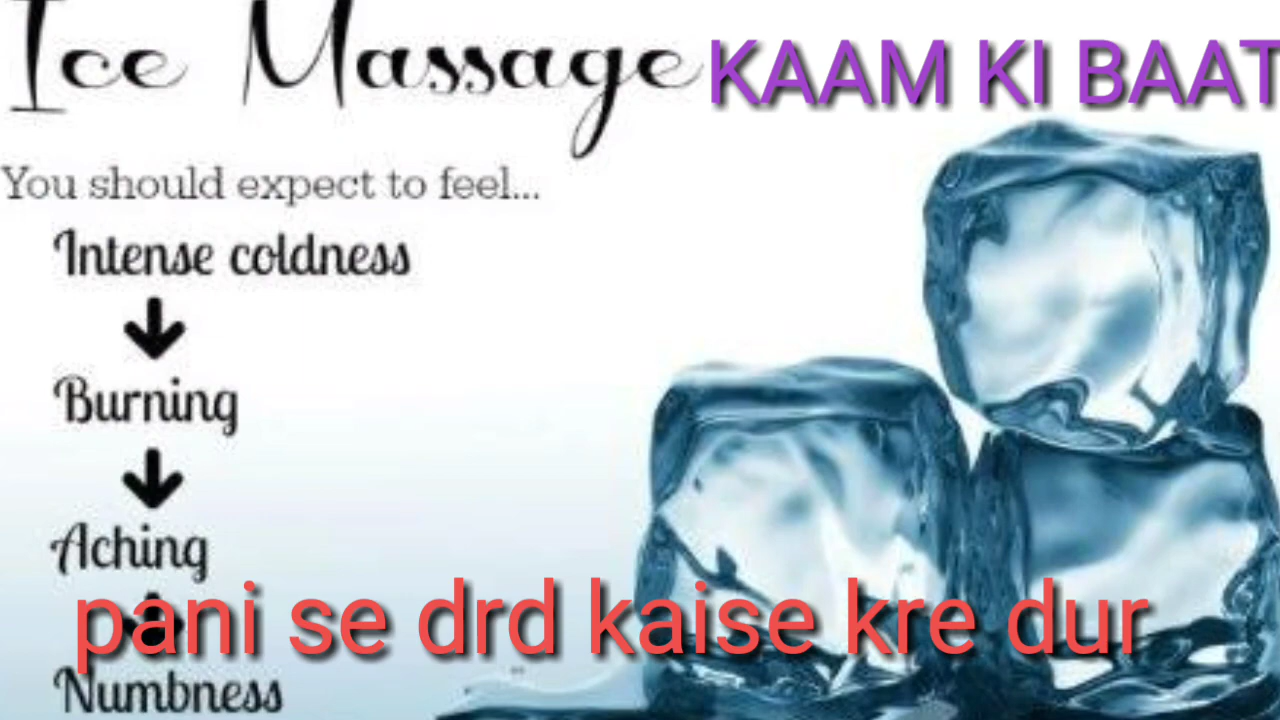 Ice Massage KAAM KI BAAT
You should expect to feel...
Intense coldness
Burning
Aching
pani se drd kaise kre dur
Numbness